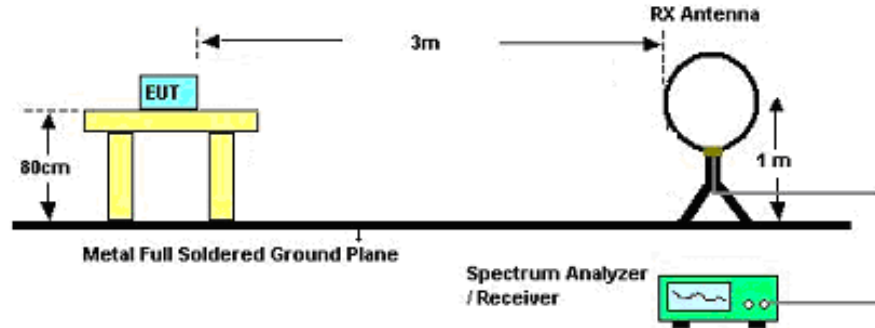 RX Antenna
3m
EUT
80cm
1 m
Metal Full Soldered Ground Plane
Spectrum Analyzer
/ Receiver